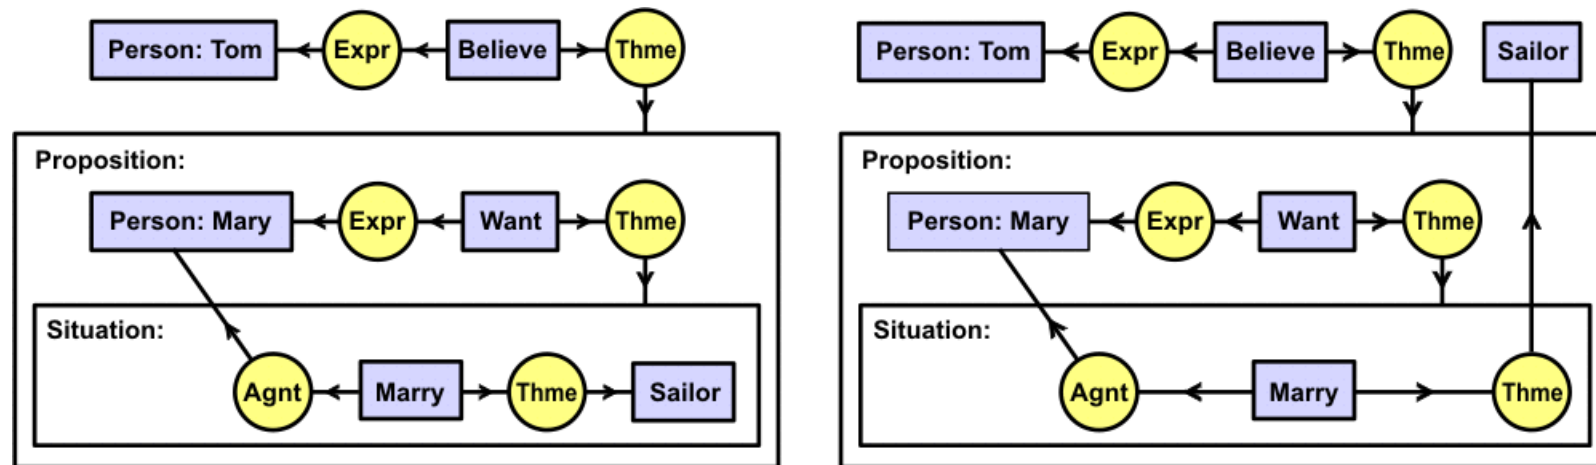 Person: Tom Expr Believe Thme
Proposition:
Person: Mary Expr Want Thme
Situation:
Agnt Marry Thme Sailor
Person: Tom Expr Believe Thme Sailor
Proposition:
Person: Mary Expr Want Thme
Situation:
Agnt Marry Thme